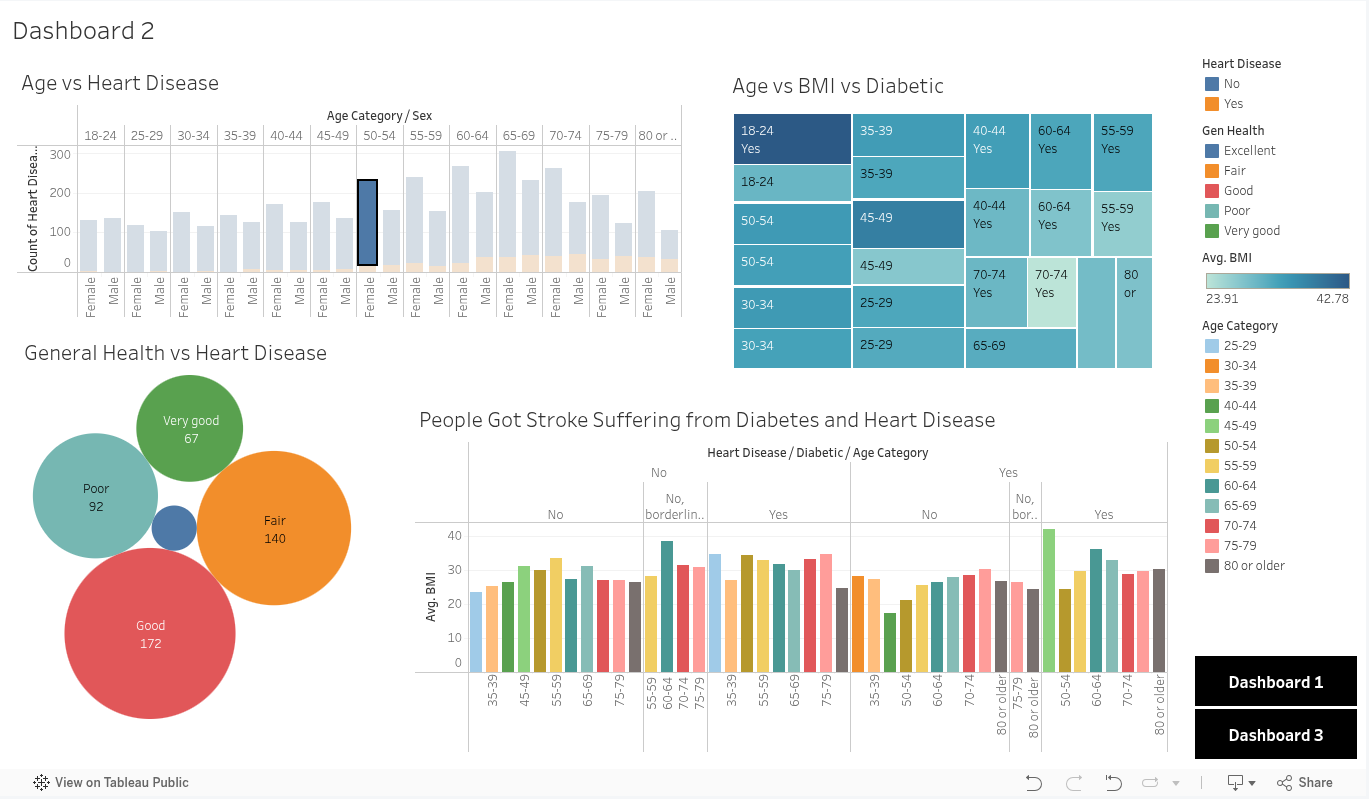 Dashboard 2
Age vs Heart Disease
Age Category / Sex
18-24 25-29 30-34 35-39 40-44 45-49 50-54 55-59 60-64 65-69 70-74 75-79 80 or ..
Count of Heart Disea...
300
200
100
0
Female Male Female Male Female Male Female Male Female Male Female Male Female Male Female Male Female Male Female Male Female Male Female Male Female Male
Age vs BMI vs Diabetic
18-24
Yes
18-24
50-54
50-54
30-34
30-34
35-39
35-39
45-49
45-49
25-29
25-29
40-44
Yes
60-64
Yes
55-59
Yes
40-44
Yes
60-64
Yes
55-59
Yes
70-74
Yes
70-74
Yes
80
or
65-69
Heart Disease
No
Yes
Gen Health
Excellent
Fair
Good
Poor
Very good
Avg. BMI
23.91 42.78
Age Category
25-29
30-34
35-39
40-44
45-49
50-54
55-59
60-64
65-69
70-74
75-79
80 or older
General Health vs Heart Disease
Very good
67
Poor
92
Fair
140
Good
172
People Got Stroke Suffering from Diabetes and Heart Disease
Heart Disease / Diabetic / Age Category
No Yes
No
No,
borderlin..
Yes
No
No,
bor..
Yes
Avg. BMI
40
30
20
10
0
35-39 45-49 55-59 65-69 75-79 55-59 60-64 70-74 75-79 35-39 55-59 65-69 75-79 35-39 50-54 60-64 70-74 80 or older 75-79 80 or older 50-54 60-64 70-74 80 or older
Dashboard 1
Dashboard 3
View on Tableau Public
Share